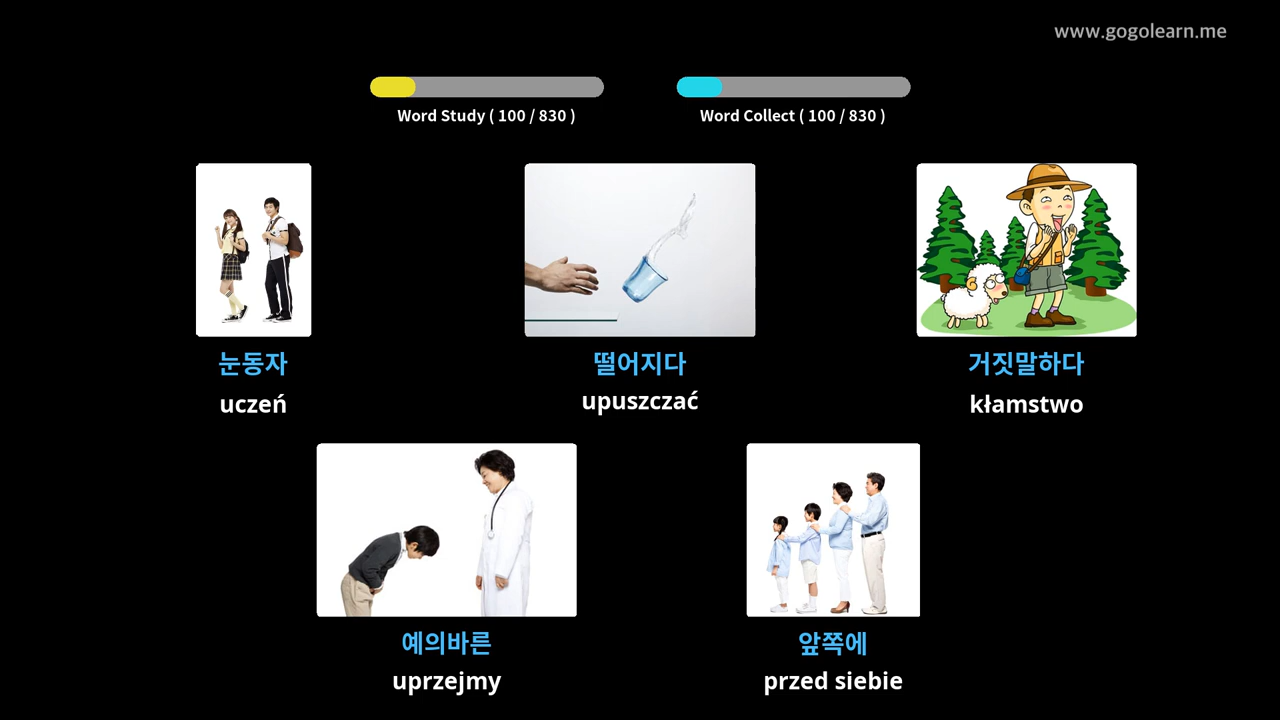 www.gogolearn.me
Word Study ( 100 / 830 )
Word Collect ( 100 / 830 )
눈동자
uczeń
떨어지다
upuszczać
거짓말하다
kłamstwo
예의바른
uprzejmy
앞쪽에
przed siebie